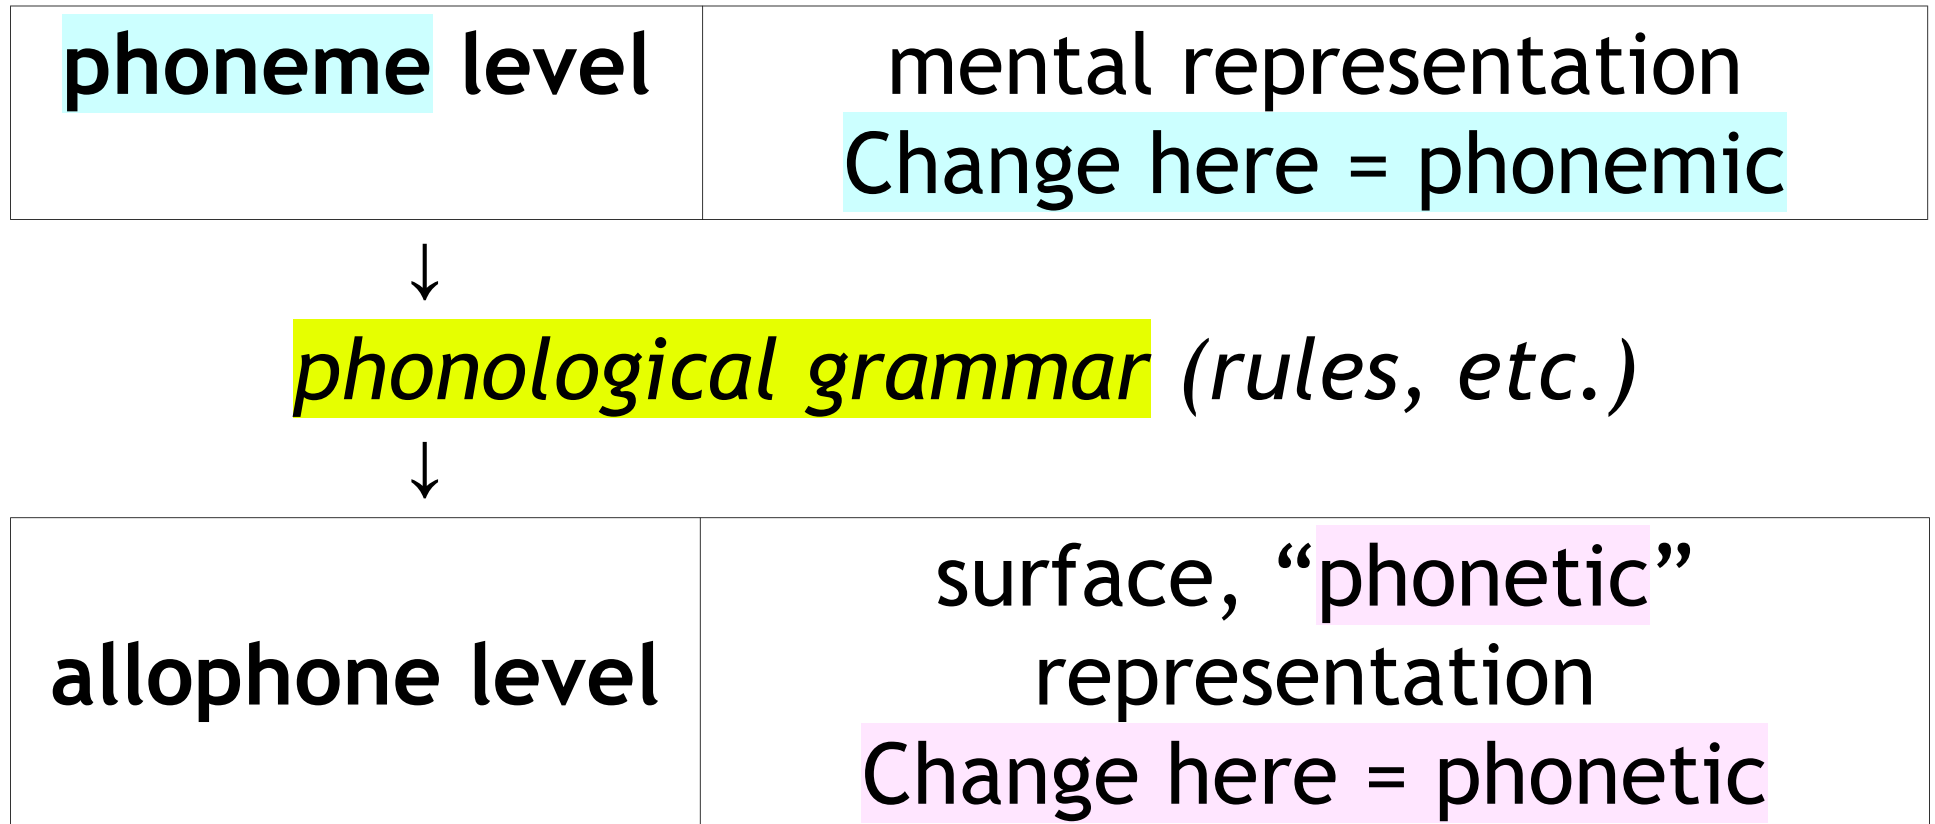 phoneme level
mental representation
Change here = phonemic
↓
phonological grammar (rules, etc.)
↓
allophone level
surface, “phonetic”
representation
Change here = phonetic